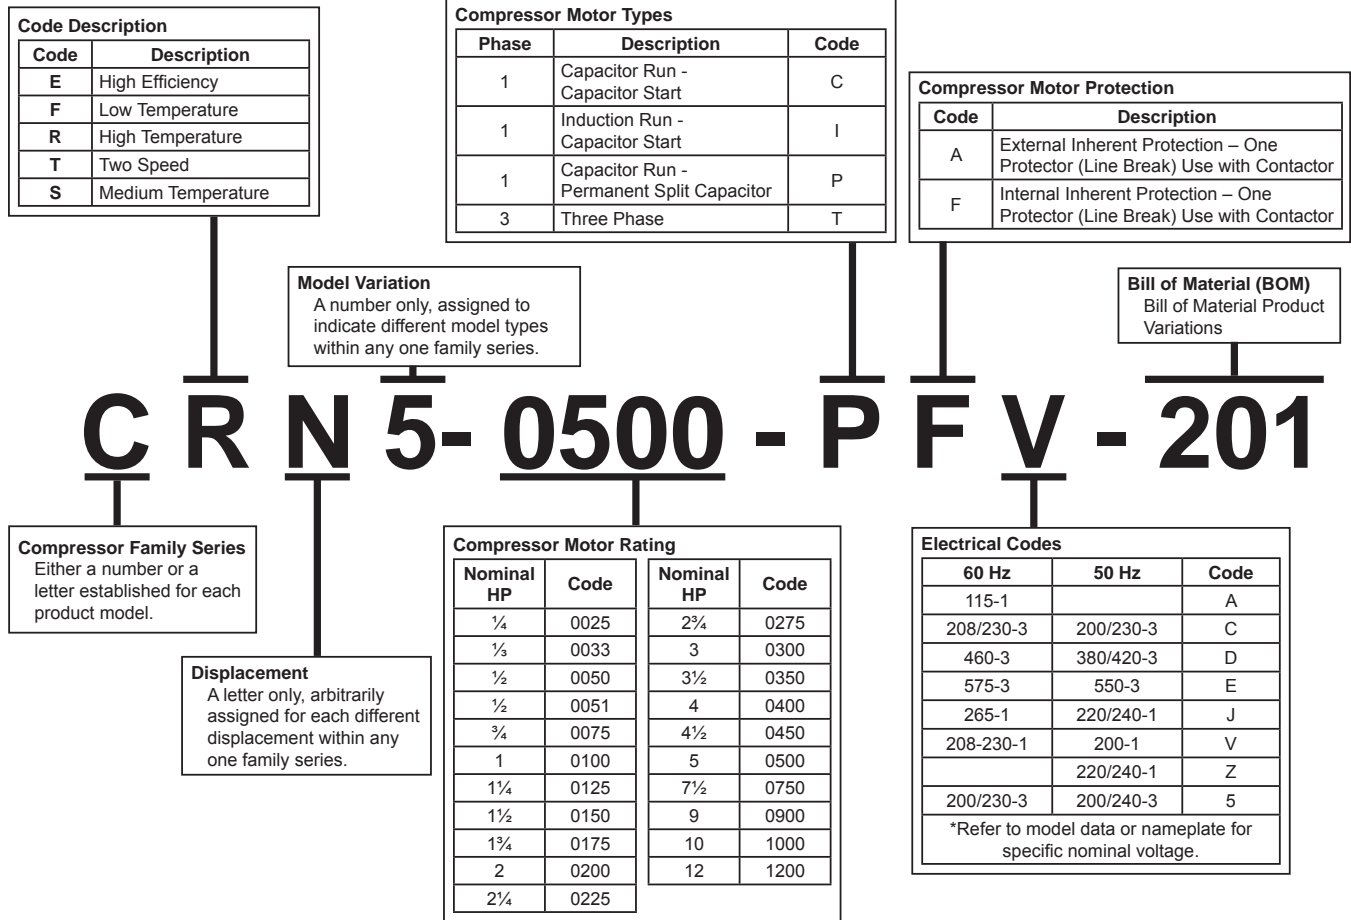 Code Description
Code Description
E High Efficiency
F Low Temperature
R High Temperature
T Two Speed
S Medium Temperature
Compressor Motor Types
Phase Description Code
1 Capacitor Run -
Capacitor Start C
1 Induction Run -
Capacitor Start I
1 Capacitor Run -
Permanent Split Capacitor P
3 Three Phase T
Compressor Motor Protection
Code Description
A External Inherent Protection – One
Protector (Line Break) Use with Contactor
F Internal Inherent Protection – One
Protector (Line Break) Use with Contactor
Model Variation
A number only, assigned to
indicate different model types
within any one family series.
Bill of Material (BOM)
Bill of Material Product
Variations
C R N 5- 0500 - P F V - 201
Compressor Family Series
Either a number or a
letter established for each
product model.
Displacement
A letter only, arbitrarily
assigned for each different
displacement within any
one family series.
Compressor Motor Rating
Nominal HP Code Nominal HP Code
¼ 0025 2¾ 0275
⅓ 0033 3 0300
½ 0050 3½ 0350
½ 0051 4 0400
¾ 0075 4½ 0450
1 0100 5 0500
1¼ 0125 7½ 0750
1½ 0150 9 0900
1¾ 0175 10 1000
2 0200 12 1200
2¼ 0225
Electrical Codes
60 Hz 50 Hz Code
115-1 A
208/230-3 200/230-3 C
460-3 380/420-3 D
575-3 550-3 E
265-1 220/240-1 J
208-230-1 200-1 V
220/240-1 Z
200/230-3 200/240-3 5
*Refer to model data or nameplate for
specific nominal voltage.